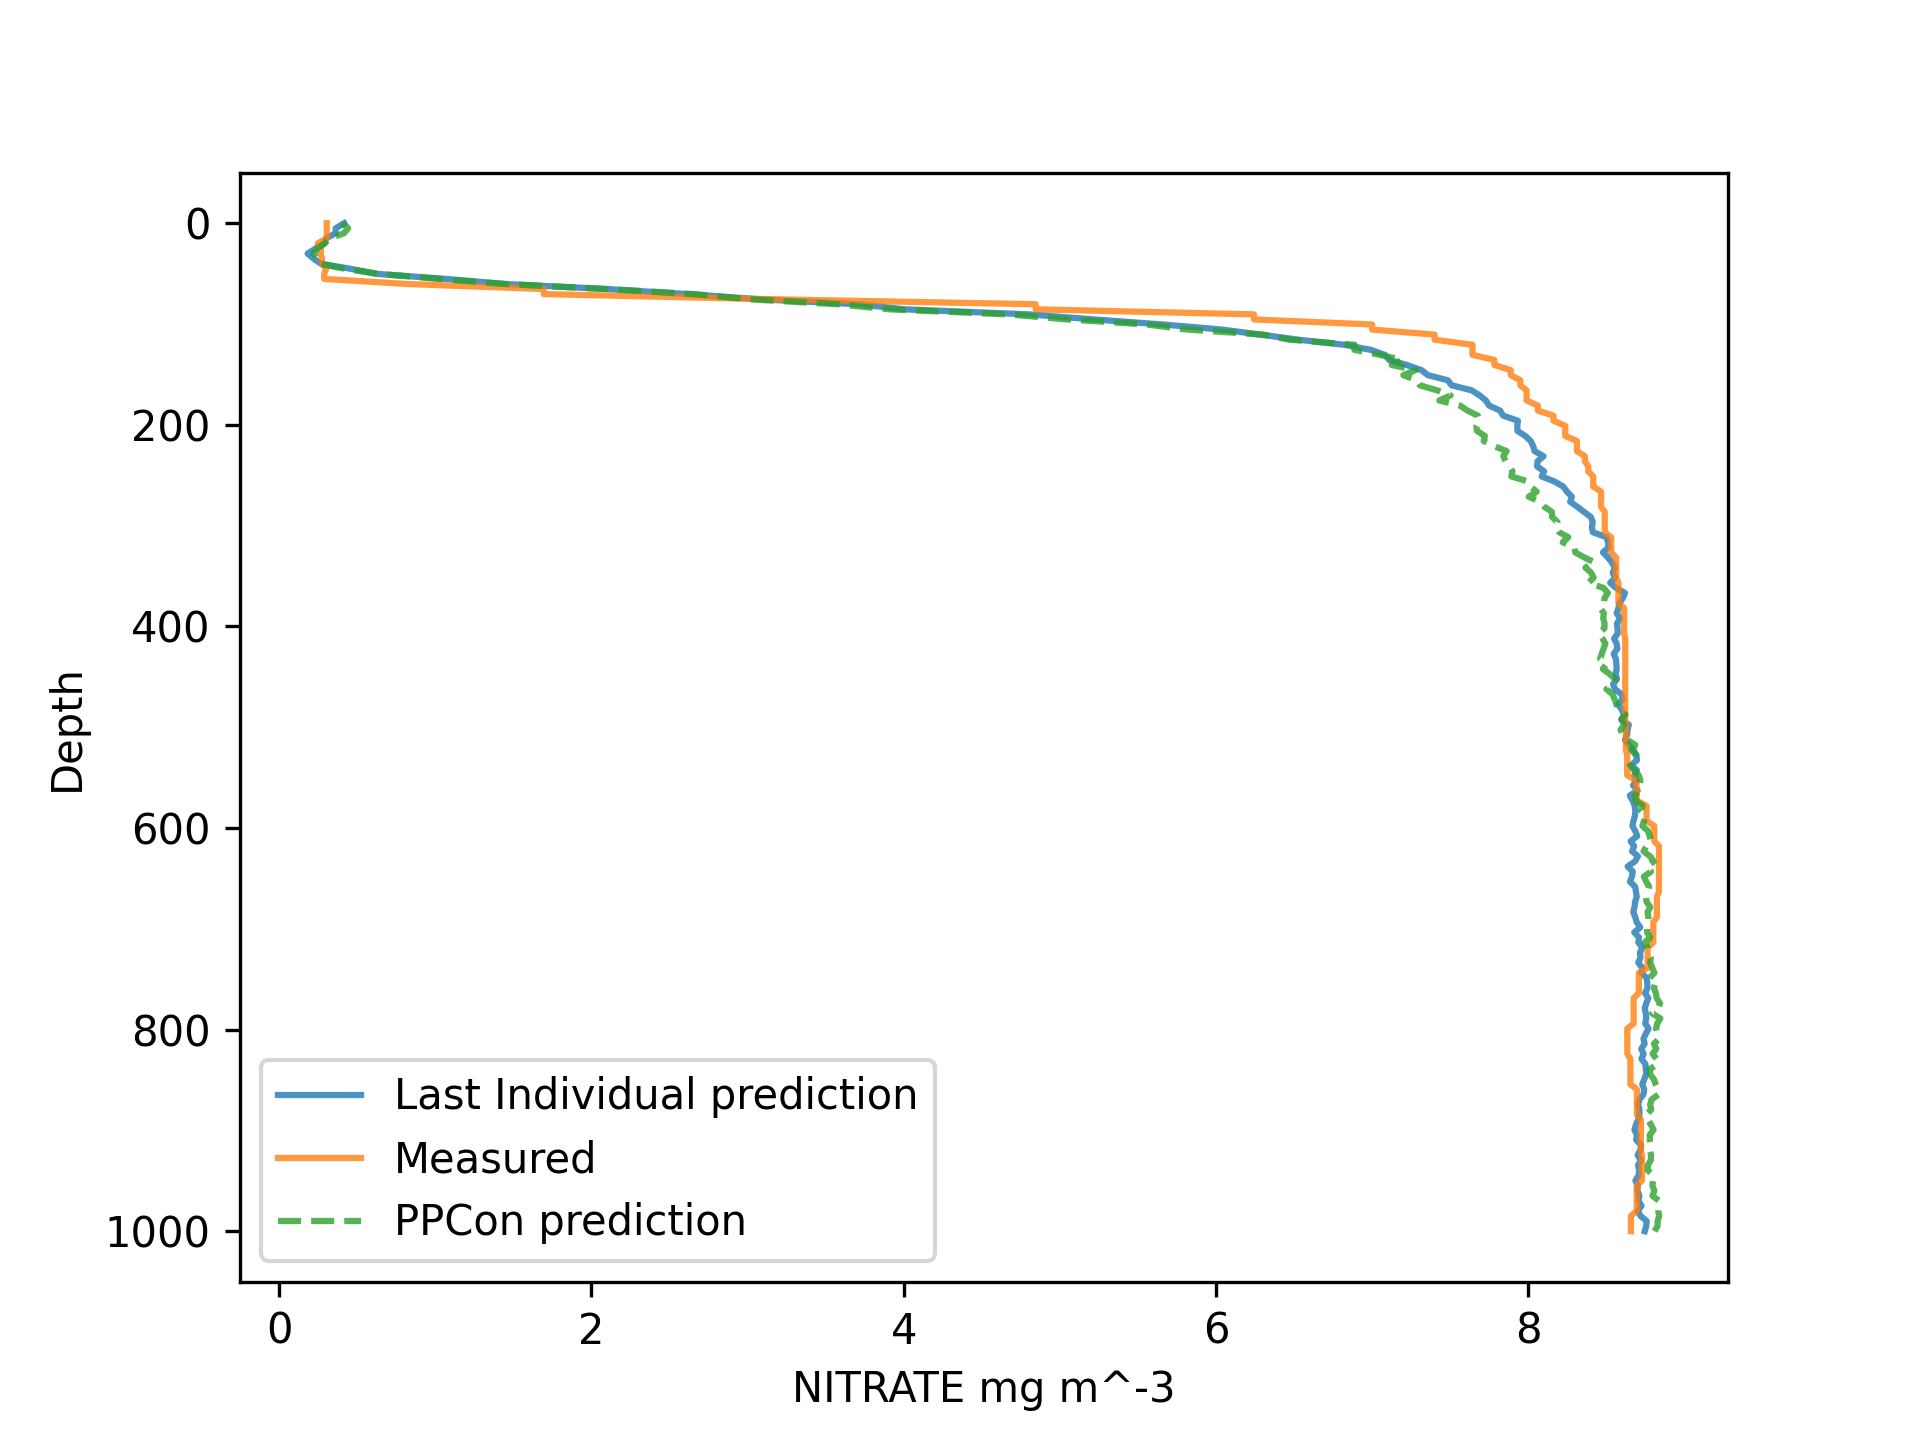 0
200
400
600
800
1000
Depth
Last Individual prediction
Measured
PPCon prediction
0 2 4 6 8
NITRATE mg m^-3